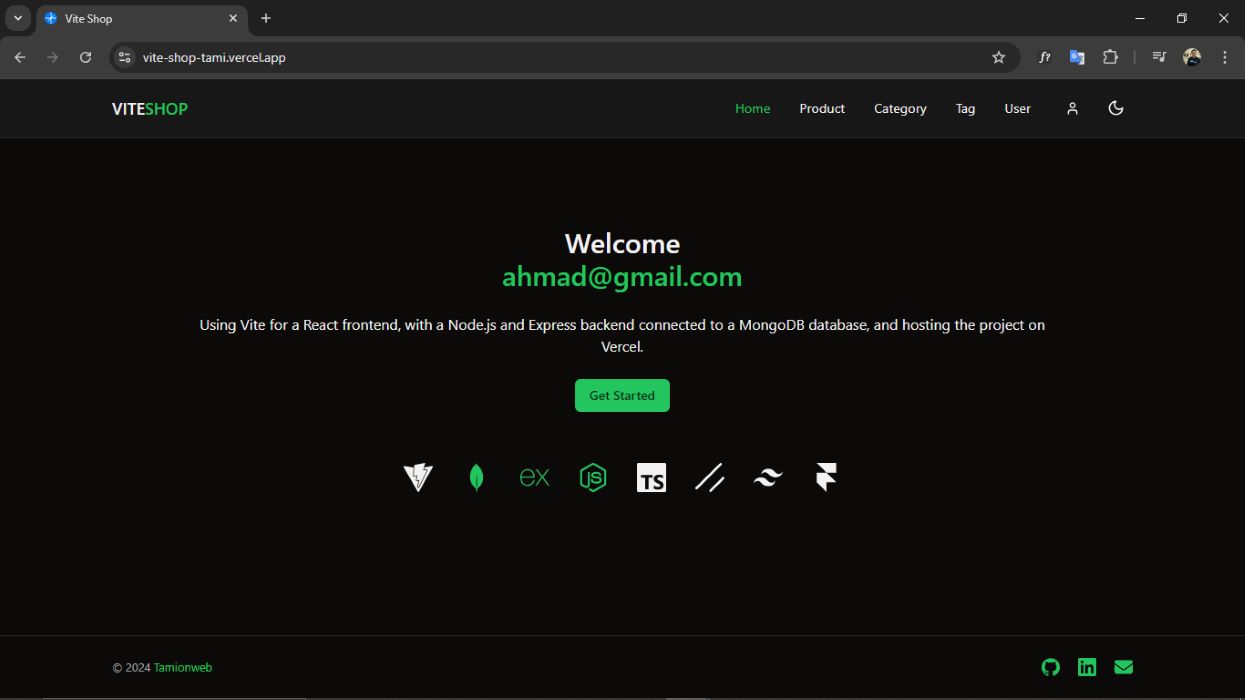 Vite Shop
vite-shop-tami.vercel.app
f?
VITESHOP
Home Product Category Tag User
Welcome
ahmad@gmail.com
Using Vite for a React frontend, with a Node.js and Express backend connected to a MongoDB database, and hosting the project on
Vercel.
Get Started
ex JS TS
© 2024 Tamionweb
in